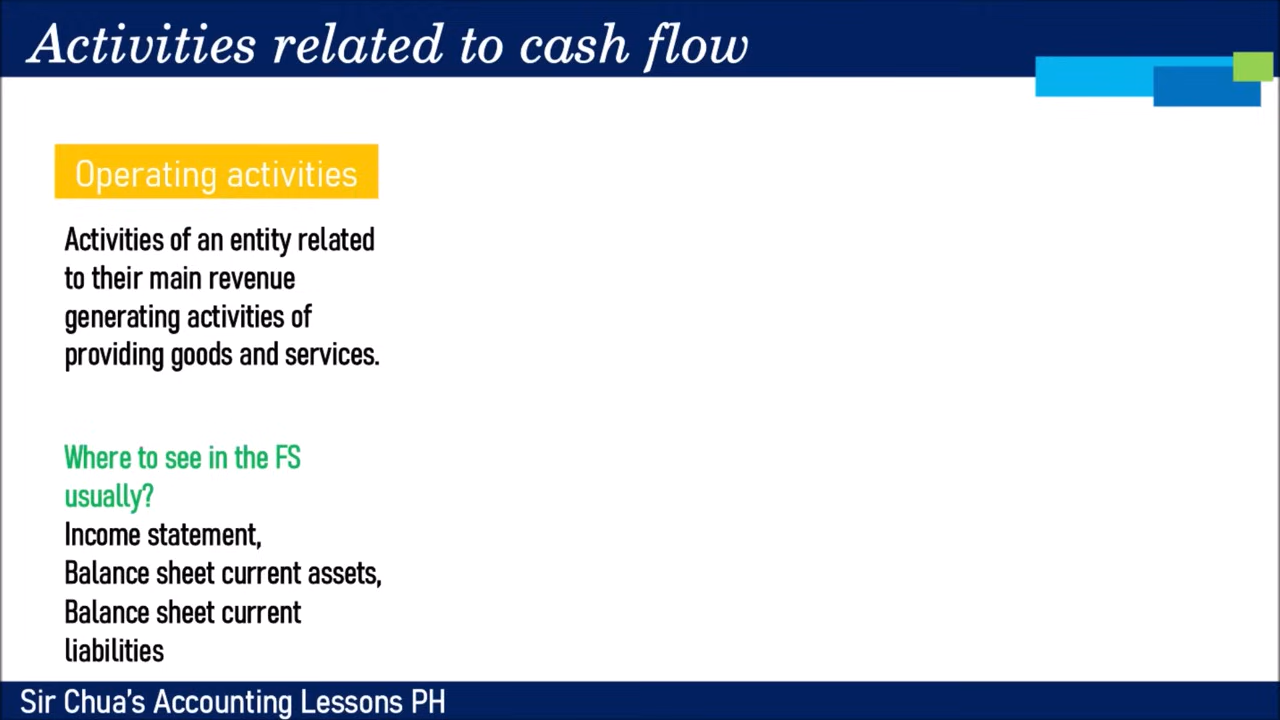 Activities related to cash flow
Operating activities
Activities of an entity related
to their main revenue
generating activities of
providing goods and services.
Where to see in the FS
usually?
Income statement,
Balance sheet current assets,
Balance sheet current
liabilities
Sir Chua's Accounting Lessons PH